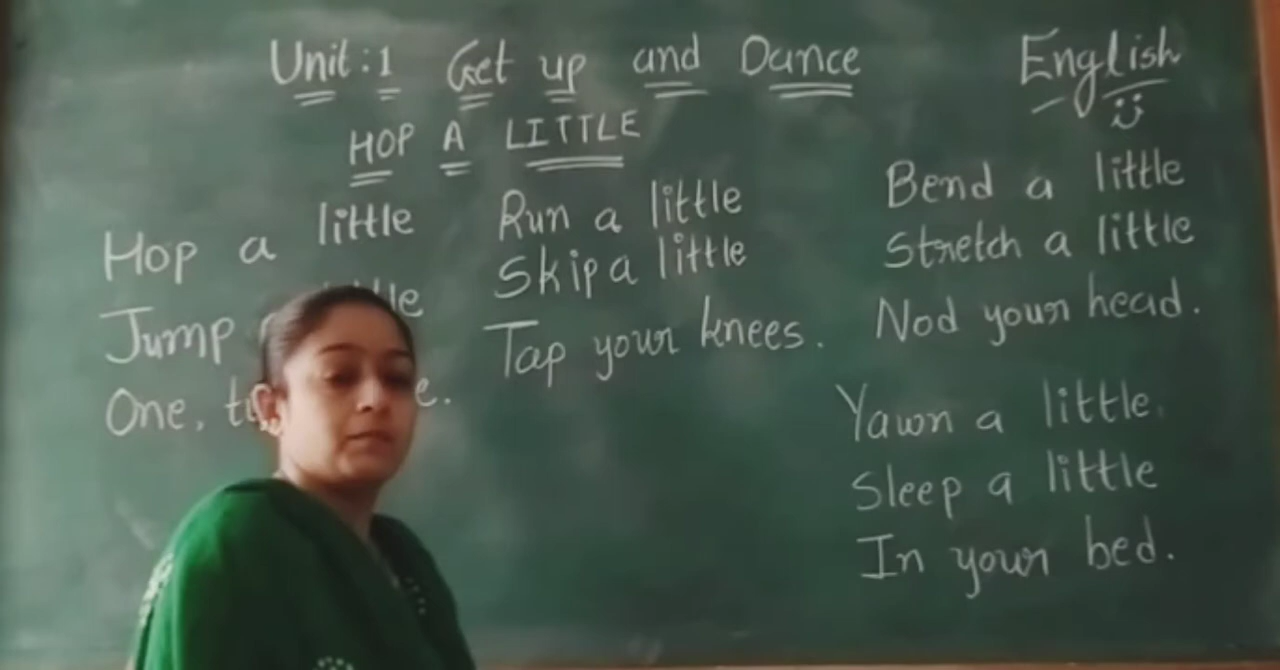 Unit:1 Get up and Dance
English
HOP A LITTLE
Hop a little
Jump
One,
Run a little
Skip a little
Tap your knees.
Bend a little
Stretch a little
Nod your head.
Yawn a little.
Sleep a little
In your bed.